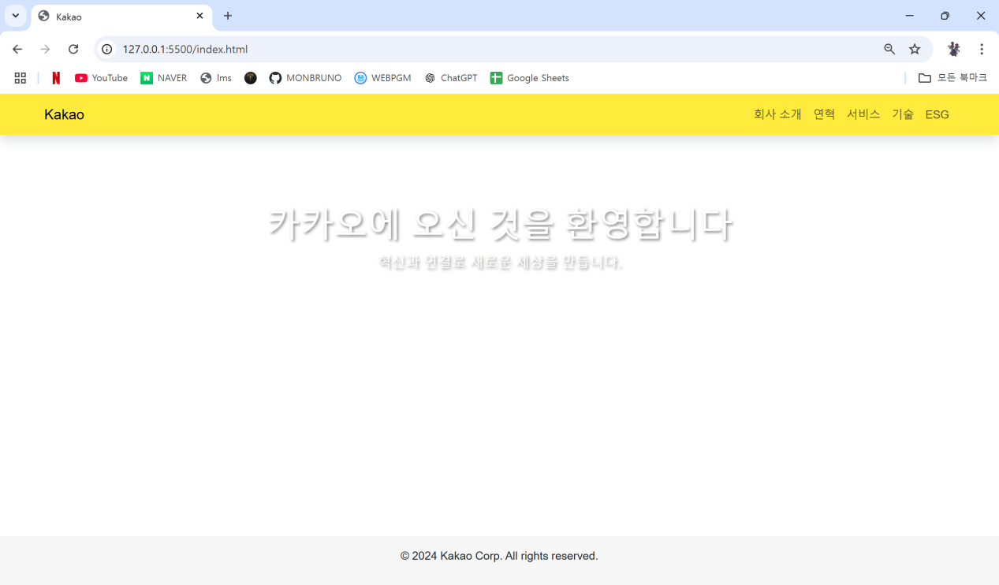 Kakao
127.0.0.1:5500/index.html
YouTube NAVER lms MONBRUNO WEBPGM ChatGPT Google Sheets 모든 북마크
Kakao 회사 소개 연혁 서비스 기술 ESG
카카오에 오신 것을 환영합니다
혁신과 연결로 새로운 세상을 만듭니다.
© 2024 Kakao Corp. All rights reserved.